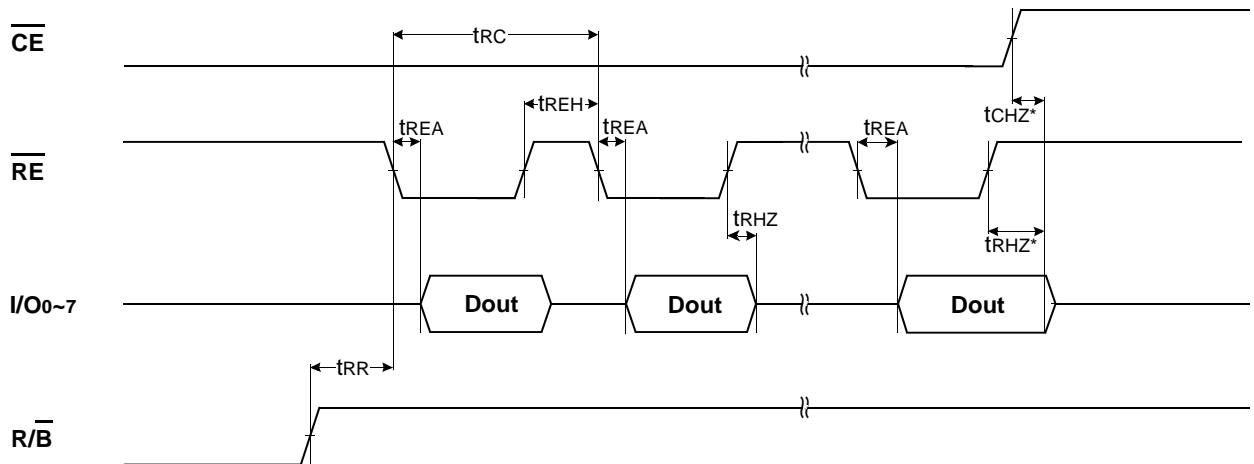 CE
tRC
tREH
tCHZ*
tREA
tREA
tREA
RE
tRHZ
tRHZ*
I/O0~7
Dout
Dout
Dout
tRR
R/B